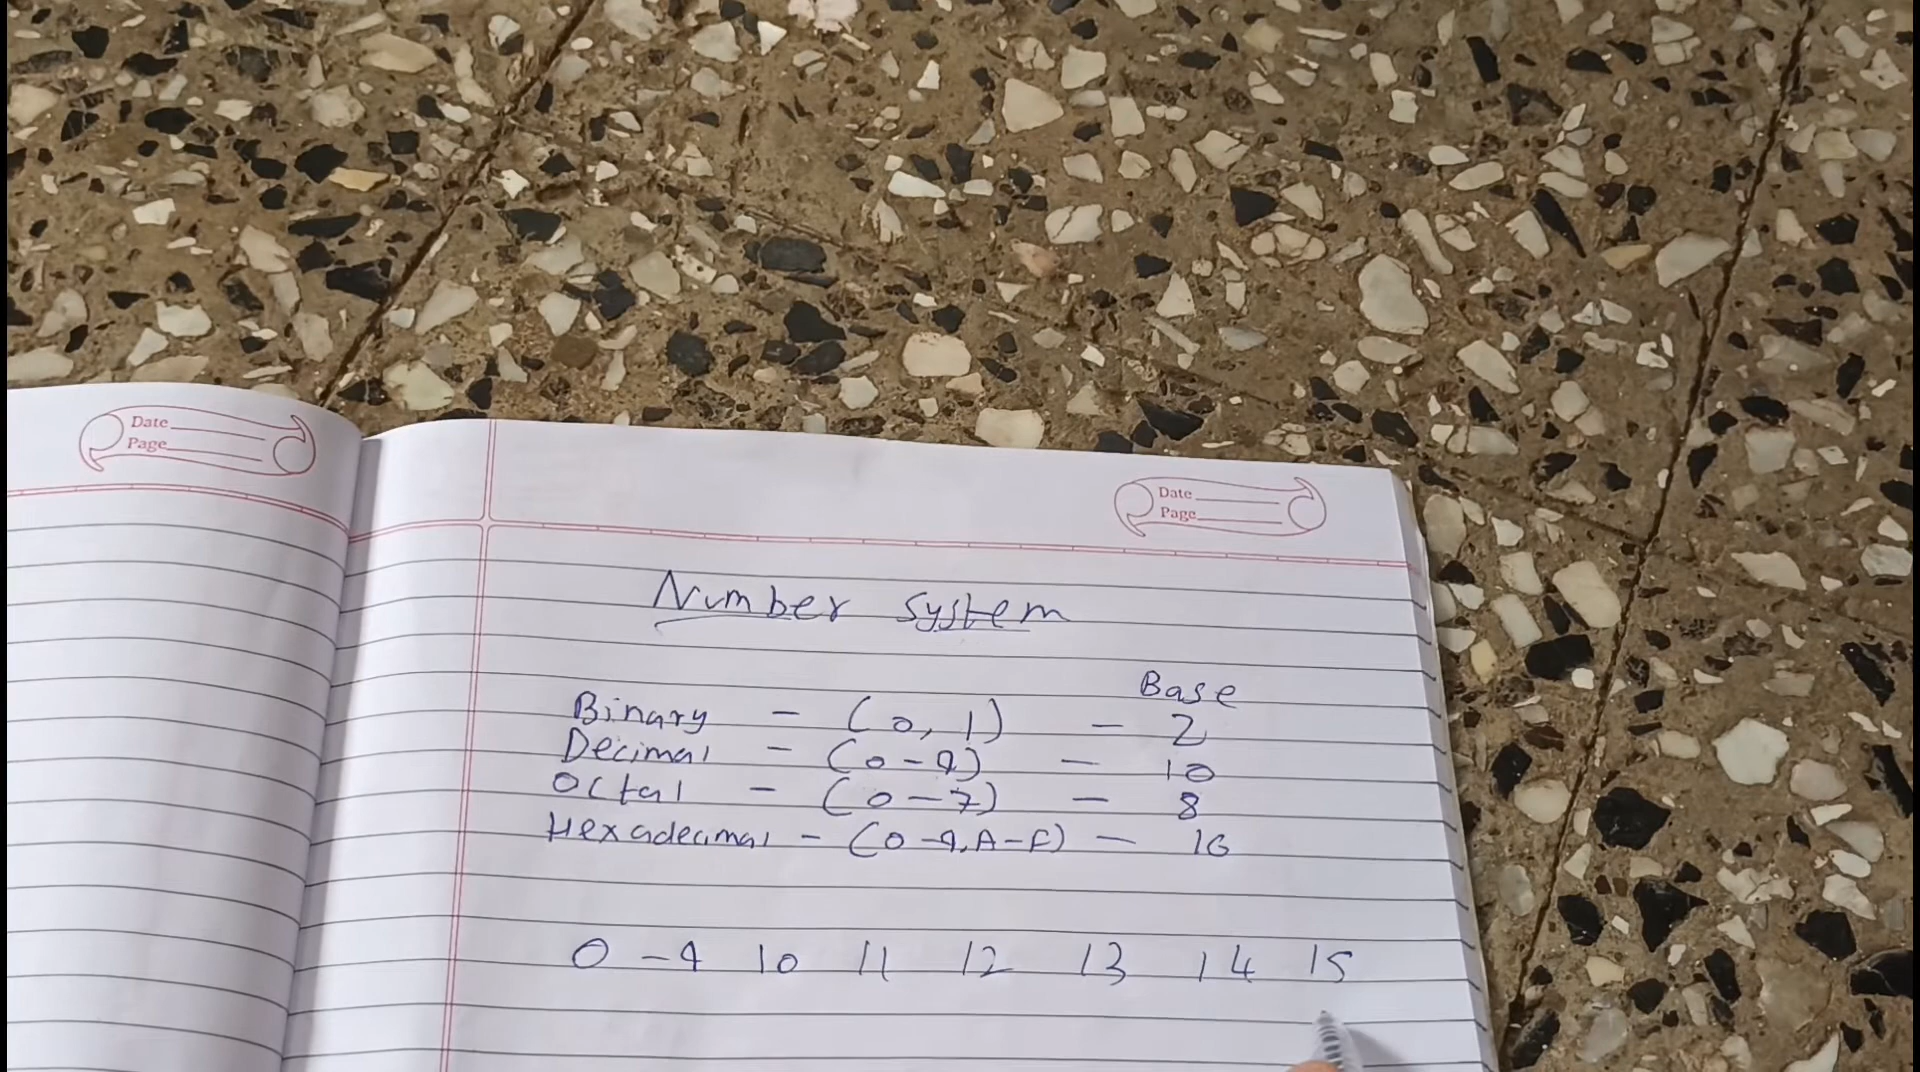 Date
Page
Date
Page
Number system
Base
Binary - (0, 1) - 2
Decimal - (0-9) - 10
Octal - (0-7) - 8
Hexadecimal - (0-9, A-F) - 16
0 - 9 10 11 12 13 14 15